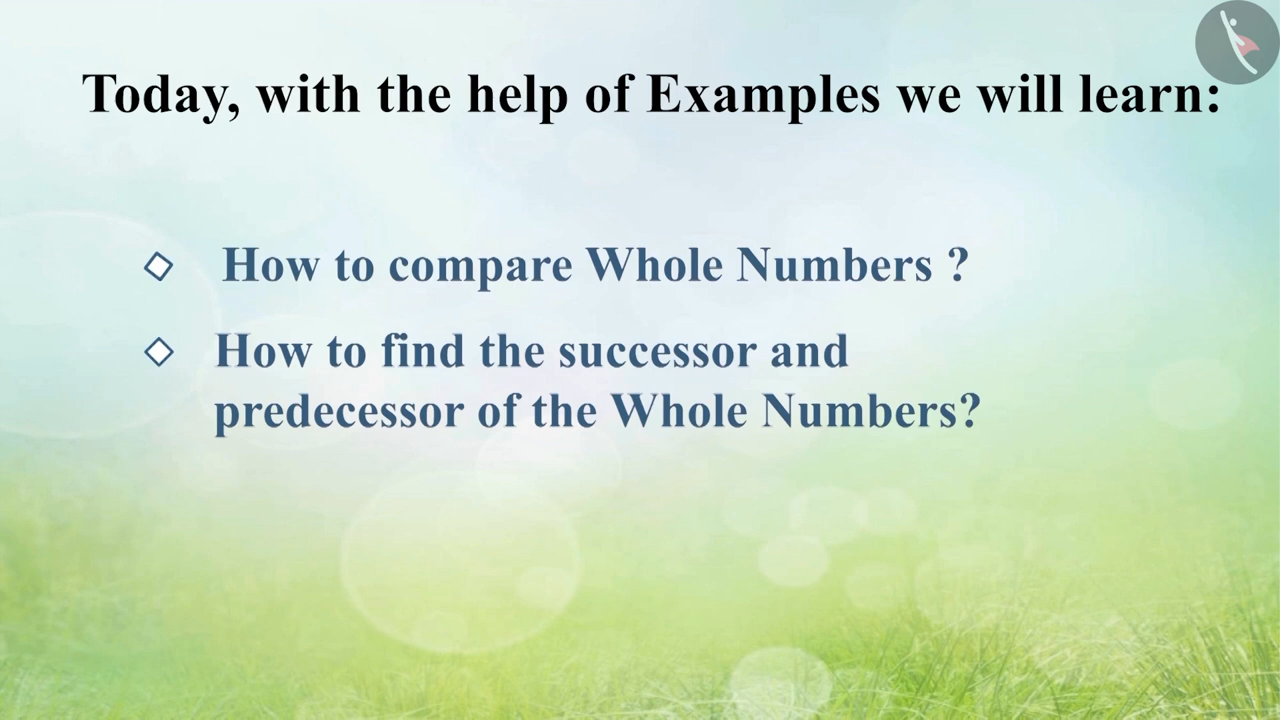 Today, with the help of Examples we will learn:
How to compare Whole Numbers ?
How to find the successor and
predecessor of the Whole Numbers?